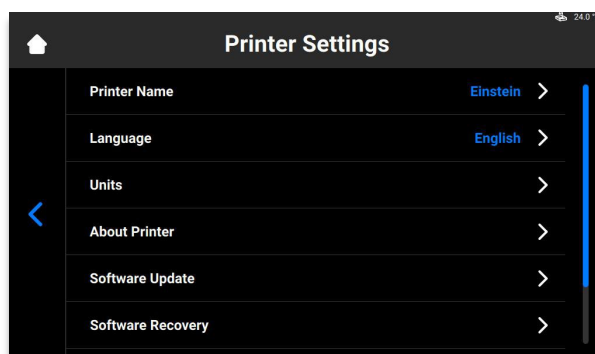 24.0°
Printer Settings
Printer Name Einstein
Language English
Units
About Printer
Software Update
Software Recovery